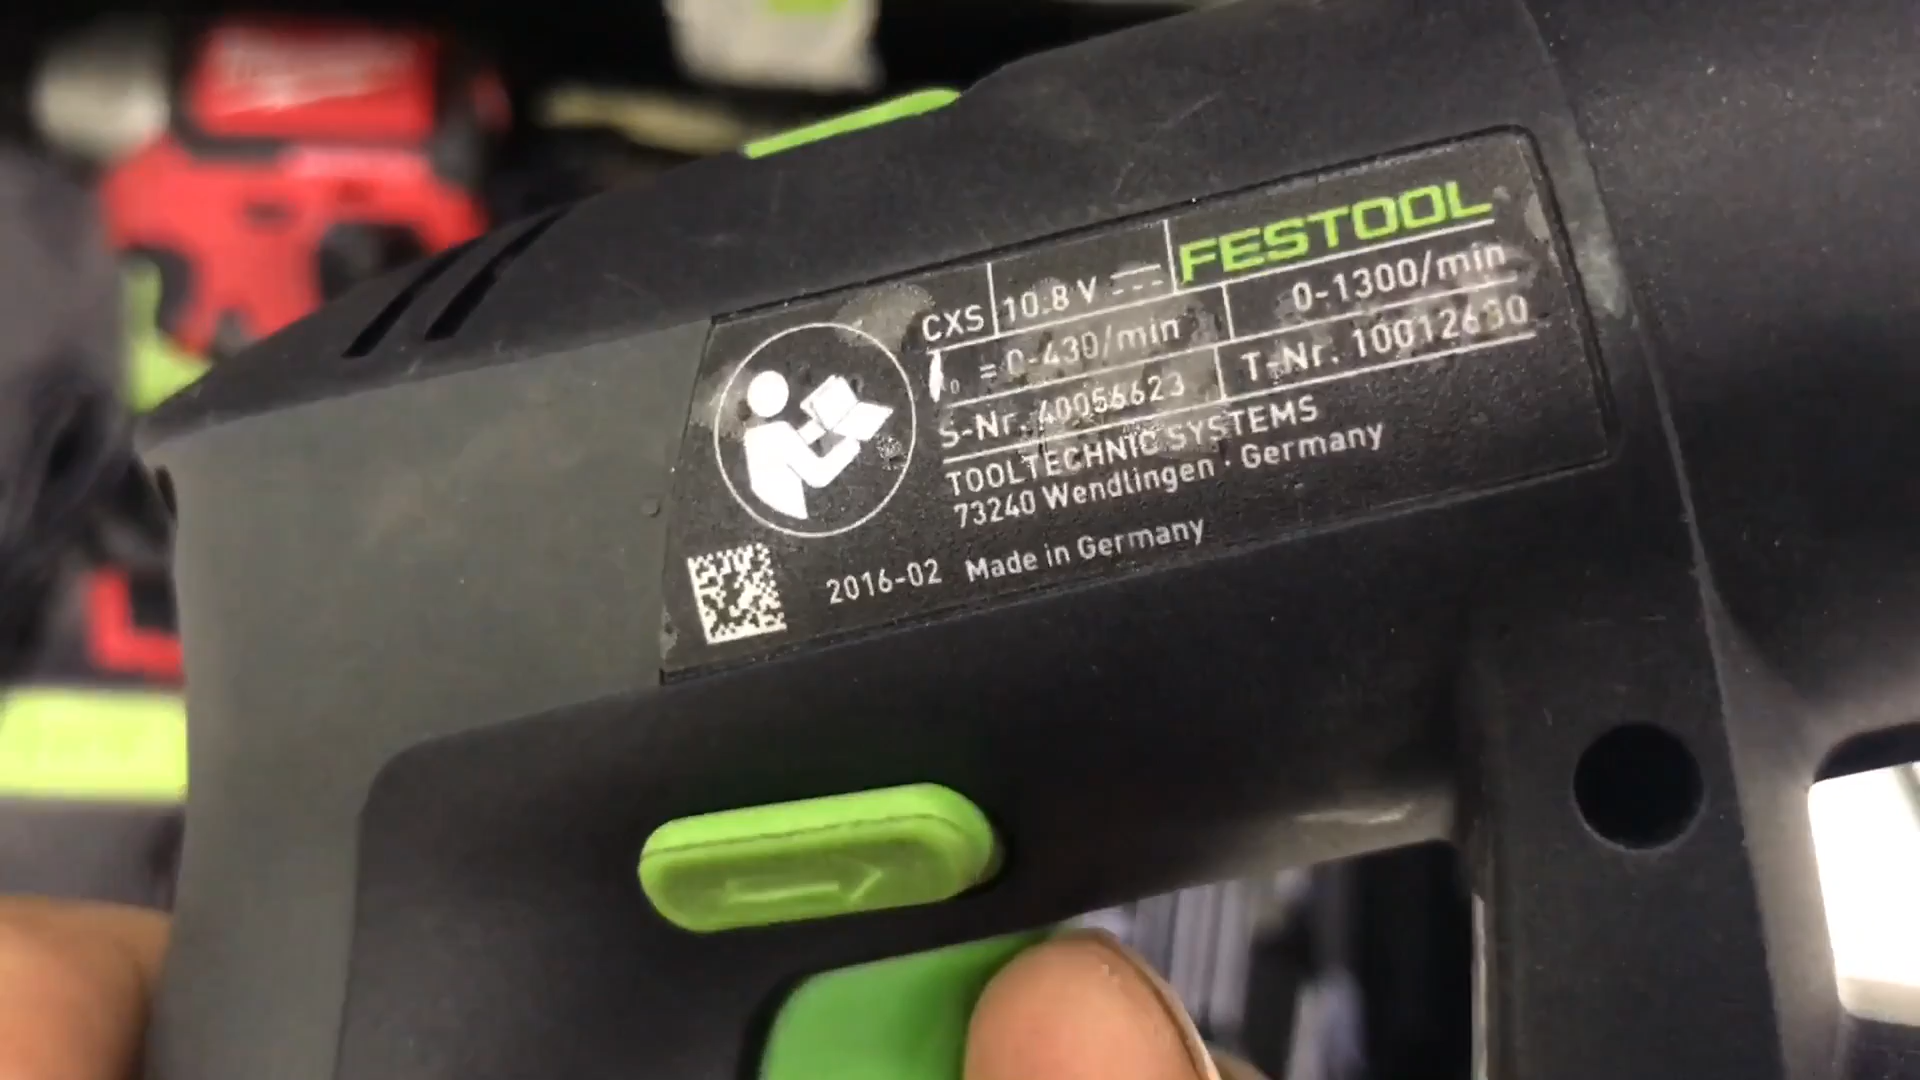 FESTOOL
CXS 10.8 V
n₀ = 0-430/min 0-1300/min
S-Nr. 40056623 T-Nr. 10012630
TOOLTECHNIC SYSTEMS
73240 Wendlingen · Germany
2016-02 Made in Germany